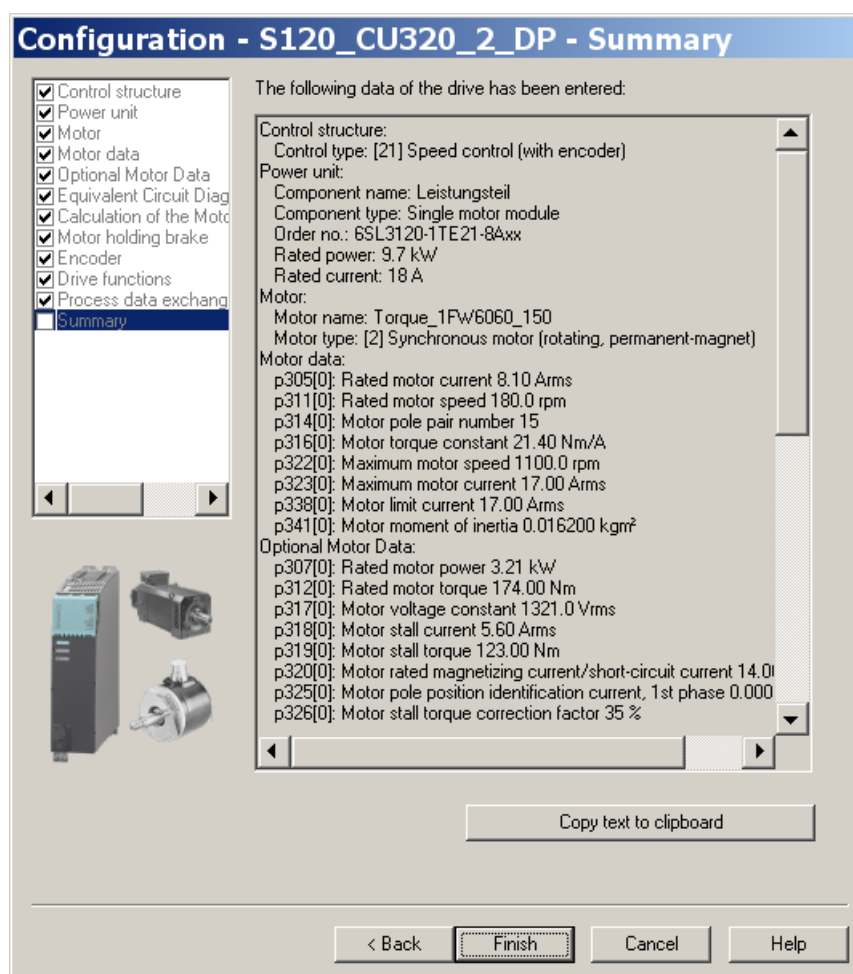 Configuration - S120_CU320_2_DP - Summary
Control structure
Power unit
Motor
Motor data
Optional Motor Data
Equivalent Circuit Diag
Calculation of the Moto
Motor holding brake
Encoder
Drive functions
Process data exchang
Summary
The following data of the drive has been entered:
Control structure:
Control type: [21] Speed control (with encoder)
Power unit:
Component name: Leistungsteil
Component type: Single motor module
Order no.: 6SL3120-1TE21-8Axx
Rated power: 9.7 kW
Rated current: 18 A
Motor:
Motor name: Torque_1FW6060_150
Motor type: [2] Synchronous motor (rotating, permanent-magnet)
Motor data:
p305[0]: Rated motor current 8.10 Arms
p311[0]: Rated motor speed 180.0 rpm
p314[0]: Motor pole pair number 15
p316[0]: Motor torque constant 21.40 Nm/A
p322[0]: Maximum motor speed 1100.0 rpm
p323[0]: Maximum motor current 17.00 Arms
p338[0]: Motor limit current 17.00 Arms
p341[0]: Motor moment of inertia 0.016200 kgm²
Optional Motor Data:
p307[0]: Rated motor power 3.21 kW
p312[0]: Rated motor torque 174.00 Nm
p317[0]: Motor voltage constant 1321.0 Vrms
p318[0]: Motor stall current 5.60 Arms
p319[0]: Motor stall torque 123.00 Nm
p320[0]: Motor rated magnetizing current/short-circuit current 14.0
p325[0]: Motor pole position identification current, 1st phase 0.000
p326[0]: Motor stall torque correction factor 35 %
Copy text to clipboard
< Back
Finish
Cancel
Help